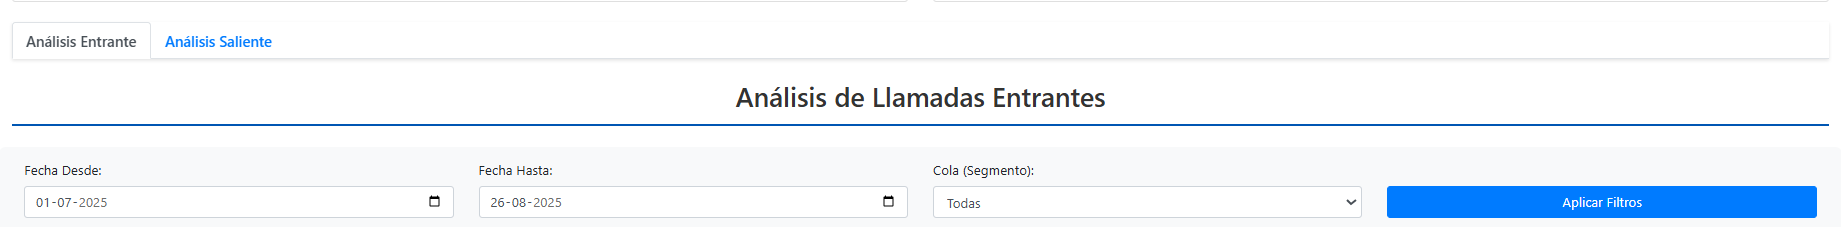 Análisis Entrante Análisis Saliente
Análisis de Llamadas Entrantes
Fecha Desde: Fecha Hasta: Cola (Segmento):
01-07-2025 26-08-2025 Todas Aplicar Filtros